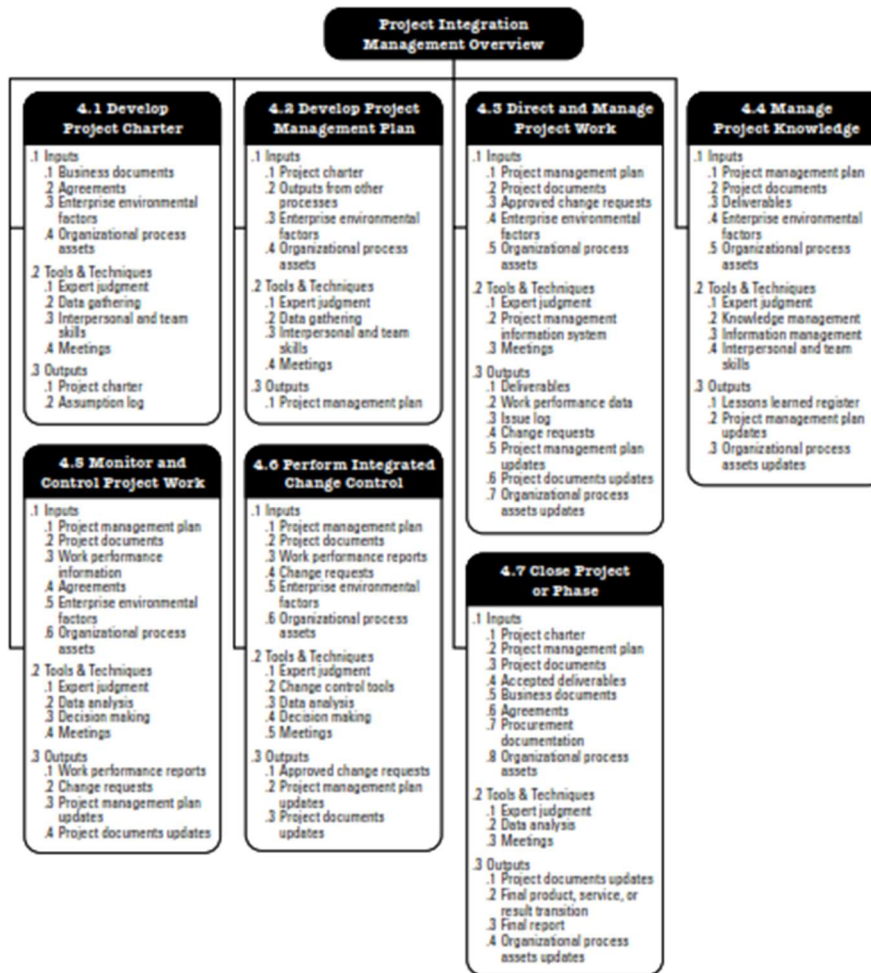 Project Integration
Management Overview
4.1 Develop
Project Charter
.1 Inputs
.1 Business documents
.2 Agreements
.3 Enterprise environmental
factors
.4 Organizational process
assets
.2 Tools & Techniques
.1 Expert judgment
.2 Data gathering
.3 Interpersonal and team
skills
.4 Meetings
.3 Outputs
.1 Project charter
.2 Assumption log
4.2 Develop Project
Management Plan
.1 Inputs
.1 Project charter
.2 Outputs from other
processes
.3 Enterprise environmental
factors
.4 Organizational process
assets
.2 Tools & Techniques
.1 Expert judgment
.2 Data gathering
.3 Interpersonal and team
skills
.4 Meetings
.3 Outputs
.1 Project management plan
4.3 Direct and Manage
Project Work
.1 Inputs
.1 Project management plan
.2 Project documents
.3 Approved change requests
.4 Enterprise environmental
factors
.5 Organizational process
assets
.2 Tools & Techniques
.1 Expert judgment
.2 Project management
information system
.3 Meetings
.3 Outputs
.1 Deliverables
.2 Work performance data
.3 Issue log
.4 Change requests
.5 Project management plan
updates
.6 Project documents updates
.7 Organizational process
assets updates
4.4 Manage
Project Knowledge
.1 Inputs
.1 Project management plan
.2 Project documents
.3 Deliverables
.4 Enterprise environmental
factors
.5 Organizational process
assets
.2 Tools & Techniques
.1 Expert judgment
.2 Knowledge management
.3 Information management
.4 Interpersonal and team
skills
.3 Outputs
.1 Lessons learned register
.2 Project management plan
updates
.3 Organizational process
assets updates
4.5 Monitor and
Control Project Work
.1 Inputs
.1 Project management plan
.2 Project documents
.3 Work performance
information
.4 Agreements
.5 Enterprise environmental
factors
.6 Organizational process
assets
.2 Tools & Techniques
.1 Expert judgment
.2 Data analysis
.3 Decision making
.4 Meetings
.3 Outputs
.1 Work performance reports
.2 Change requests
.3 Project management plan
updates
.4 Project documents updates
4.6 Perform Integrated
Change Control
.1 Inputs
.1 Project management plan
.2 Project documents
.3 Work performance reports
.4 Change requests
.5 Enterprise environmental
factors
.6 Organizational process
assets
.2 Tools & Techniques
.1 Expert judgment
.2 Change control tools
.3 Data analysis
.4 Decision making
.5 Meetings
.3 Outputs
.1 Approved change requests
.2 Project management plan
updates
.3 Project documents
updates
4.7 Close Project
or Phase
.1 Inputs
.1 Project charter
.2 Project management plan
.3 Project documents
.4 Accepted deliverables
.5 Business documents
.6 Agreements
.7 Procurement
documentation
.8 Organizational process
assets
.2 Tools & Techniques
.1 Expert judgment
.2 Data analysis
.3 Meetings
.3 Outputs
.1 Project documents updates
.2 Final product, service, or
result transition
.3 Final report
.4 Organizational process
assets updates